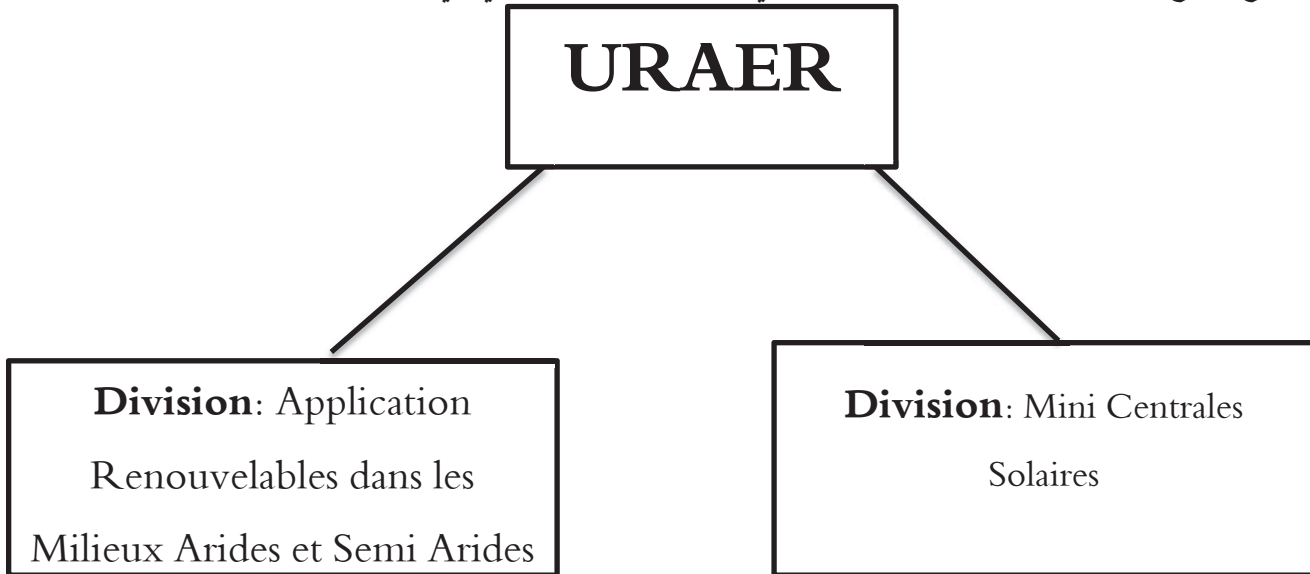 URAER
Division: Application
Renouvelables dans les
Milieux Arides et Semi Arides
Division: Mini Centrales
Solaires